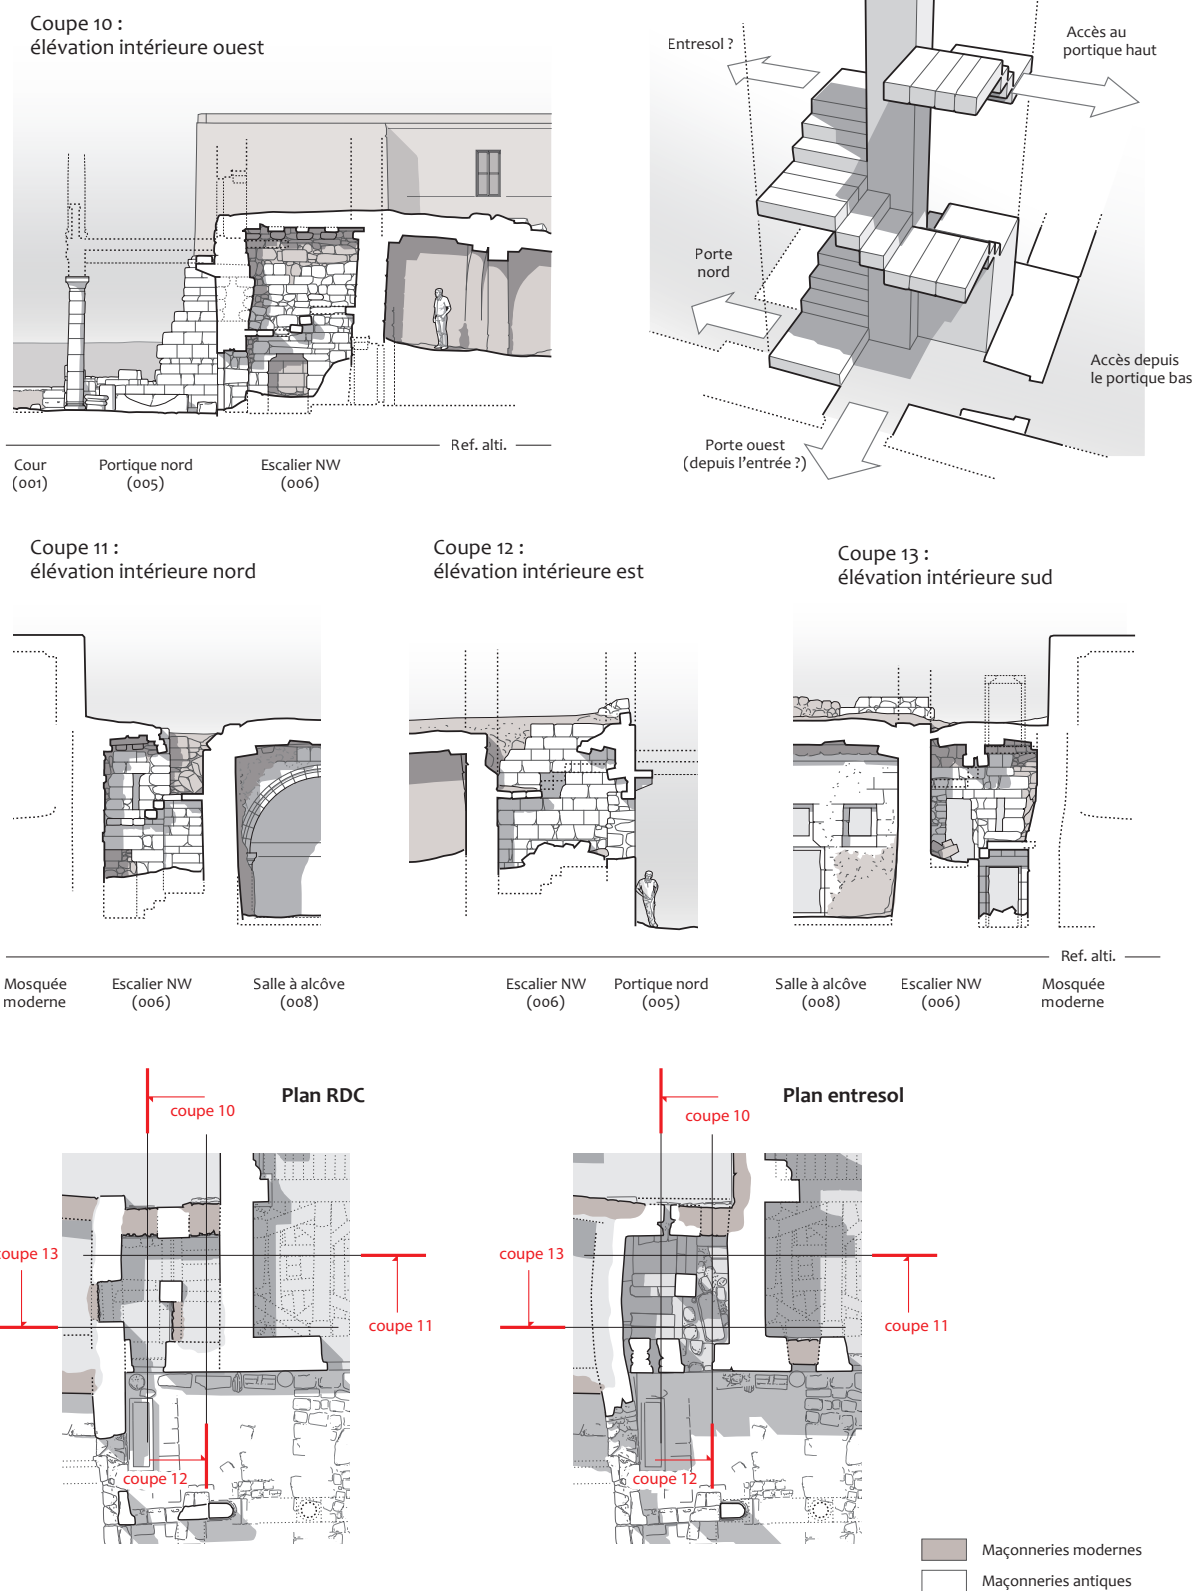 Coupe 10 :
élévation intérieure ouest
Entresol ?
Accès au
portique haut
Porte
nord
Accès depuis
le portique bas
Porte ouest
(depuis l'entrée ?)
Ref. alti.
Cour
(001)
Portique nord
(005)
Escalier NW
(006)
Coupe 11 :
élévation intérieure nord
Coupe 12 :
élévation intérieure est
Coupe 13 :
élévation intérieure sud
Ref. alti.
Mosquée
moderne
Escalier NW
(006)
Salle à alcôve
(008)
Escalier NW
(006)
Portique nord
(005)
Salle à alcôve
(008)
Escalier NW
(006)
Mosquée
moderne
Plan RDC
coupe 10
coupe 13
coupe 11
coupe 12
Plan entresol
coupe 10
coupe 13
coupe 11
coupe 12
Maçonneries modernes
Maçonneries antiques